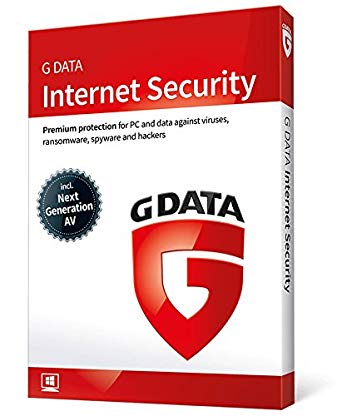 G DATA
Internet Security
Premium protection for PC and data against viruses,
ransomware, spyware and hackers
incl.
Next
Generation
AV
G DATA
G DATA Internet Security